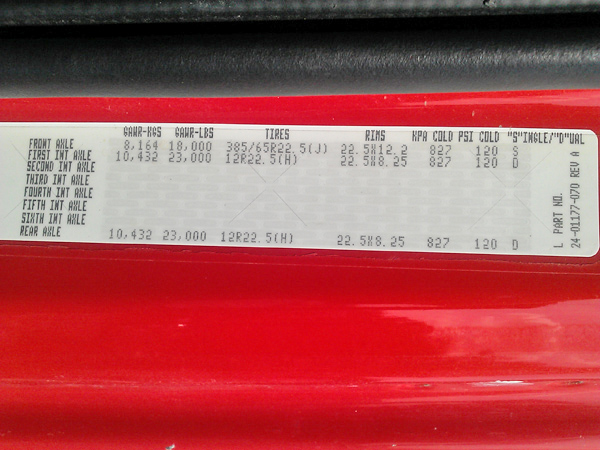 GAWR-KGS GAWR-LBS TIRES RIMS KPA COLD PSI COLD "S"INGLE/"D"UAL
FRONT AXLE 8,164 18,000 385/65R22.5(J) 22.5X12.2 827 120 S
FIRST INT AXLE 10,432 23,000 12R22.5(H) 22.5X8.25 827 120 D
SECOND INT AXLE
THIRD INT AXLE
FOURTH INT AXLE
FIFTH INT AXLE
SIXTH INT AXLE
REAR AXLE 10,432 23,000 12R22.5(H) 22.5X8.25 827 120 D
L PART NO.
24-01177-070 REV A